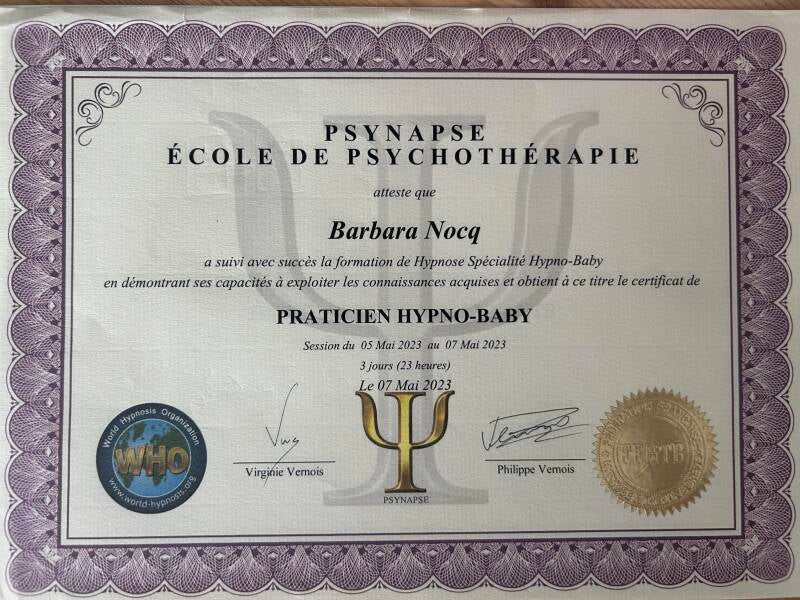 PSYNAPSE
ÉCOLE DE PSYCHOTHÉRAPIE
atteste que
Barbara Nocq
a suivi avec succès la formation de Hypnose Spécialité Hypno-Baby
en démontrant ses capacités à exploiter les connaissances acquises et obtient à ce titre le certificat de
PRATICIEN HYPNO-BABY
Session du 05 Mai 2023 au 07 Mai 2023
3 jours (23 heures)
Le 07 Mai 2023
World Hypnosis Organization
WHO
www.world-hypnosis.org
Virginie Vernois
PSYNAPSE
Philippe Vernois